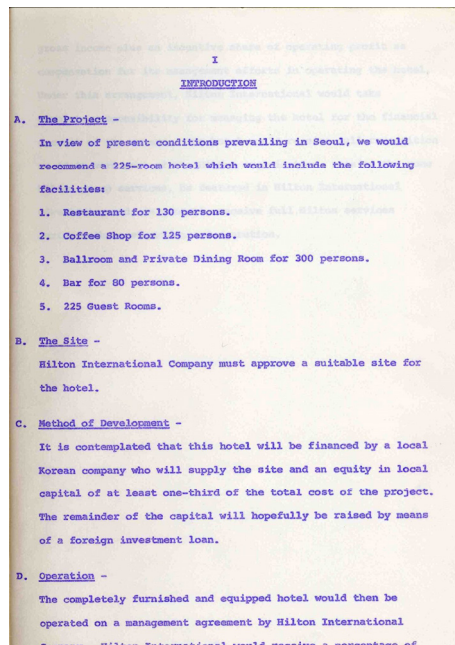 I
INTRODUCTION
A. The Project -
In view of present conditions prevailing in Seoul, we would
recommend a 225-room hotel which would include the following
facilities:
1. Restaurant for 130 persons.
2. Coffee Shop for 125 persons.
3. Ballroom and Private Dining Room for 300 persons.
4. Bar for 80 persons.
5. 225 Guest Rooms.
B. The Site -
Hilton International Company must approve a suitable site for
the hotel.
C. Method of Development -
It is contemplated that this hotel will be financed by a local
Korean company who will supply the site and an equity in local
capital of at least one-third of the total cost of the project.
The remainder of the capital will hopefully be raised by means
of a foreign investment loan.
D. Operation -
The completely furnished and equipped hotel would then be
operated on a management agreement by Hilton International
Hilton International would receive a percentage of